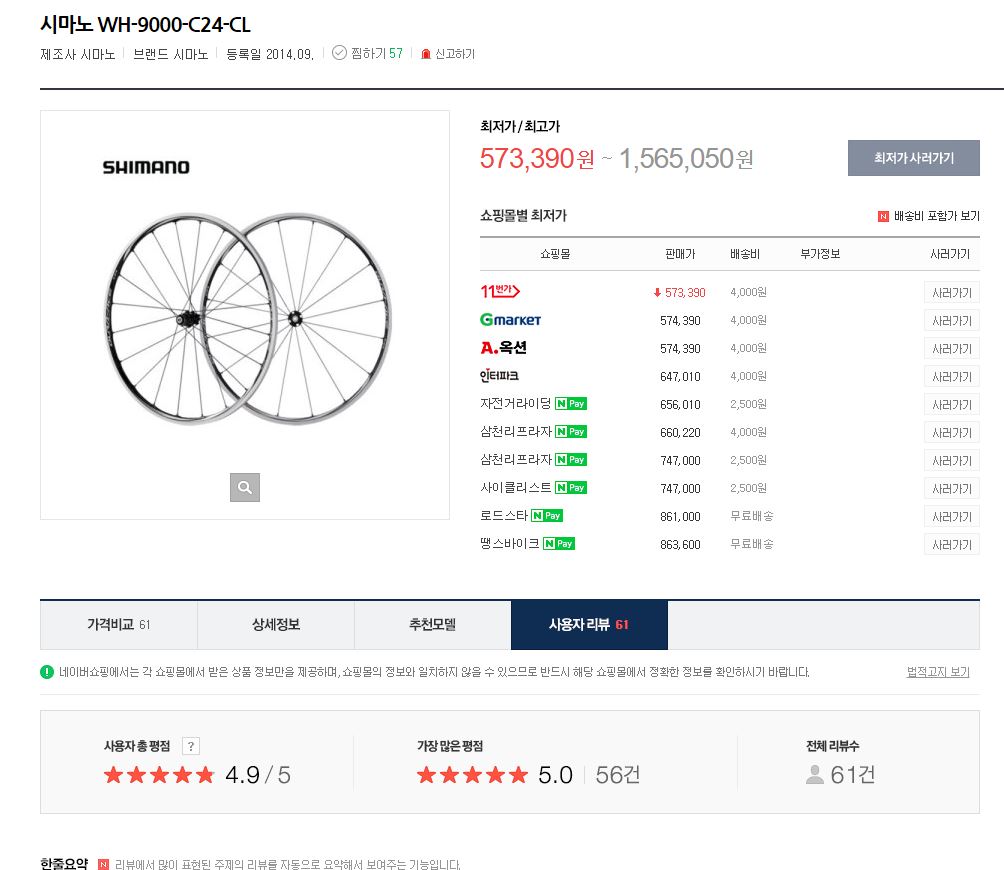 시마노 WH-9000-C24-CL
제조사 시마노 브랜드 시마노 등록일 2014.09. 찜하기 57 신고하기
SHIMANO
최저가/최고가
573,390원 ~ 1,565,050원 최저가 사러가기
쇼핑몰별 최저가 N 배송비 포함가 보기
쇼핑몰 판매가 배송비 부가정보 사러가기
11번가 573,390 4,000원 사러가기
Gmarket 574,390 4,000원 사러가기
A.옥션 574,390 4,000원 사러가기
인터파크 647,010 4,000원 사러가기
자전거라이딩 N Pay 656,010 2,500원 사러가기
삼천리프라자 N Pay 660,220 4,000원 사러가기
삼천리프라자 N Pay 747,000 2,500원 사러가기
사이클리스트 N Pay 747,000 2,500원 사러가기
로드스타 N Pay 861,000 무료배송 사러가기
땡스바이크 N Pay 863,600 무료배송 사러가기
가격비교 61 상세정보 추천모델 사용자 리뷰 61
네이버쇼핑에서는 각 쇼핑몰에서 받은 상품 정보만을 제공하며, 쇼핑몰의 정보와 일치하지 않을 수 있으므로 반드시 해당 쇼핑몰에서 정확한 정보를 확인하시기 바랍니다. 법적고지 보기
사용자 총 평점 ? 가장 많은 평점 전체 리뷰수
★★★★★ 4.9 / 5 ★★★★★ 5.0 56건 61건
한줄요약 N 리뷰에서 많이 표현된 주제의 리뷰를 자동으로 요약해서 보여주는 기능입니다.